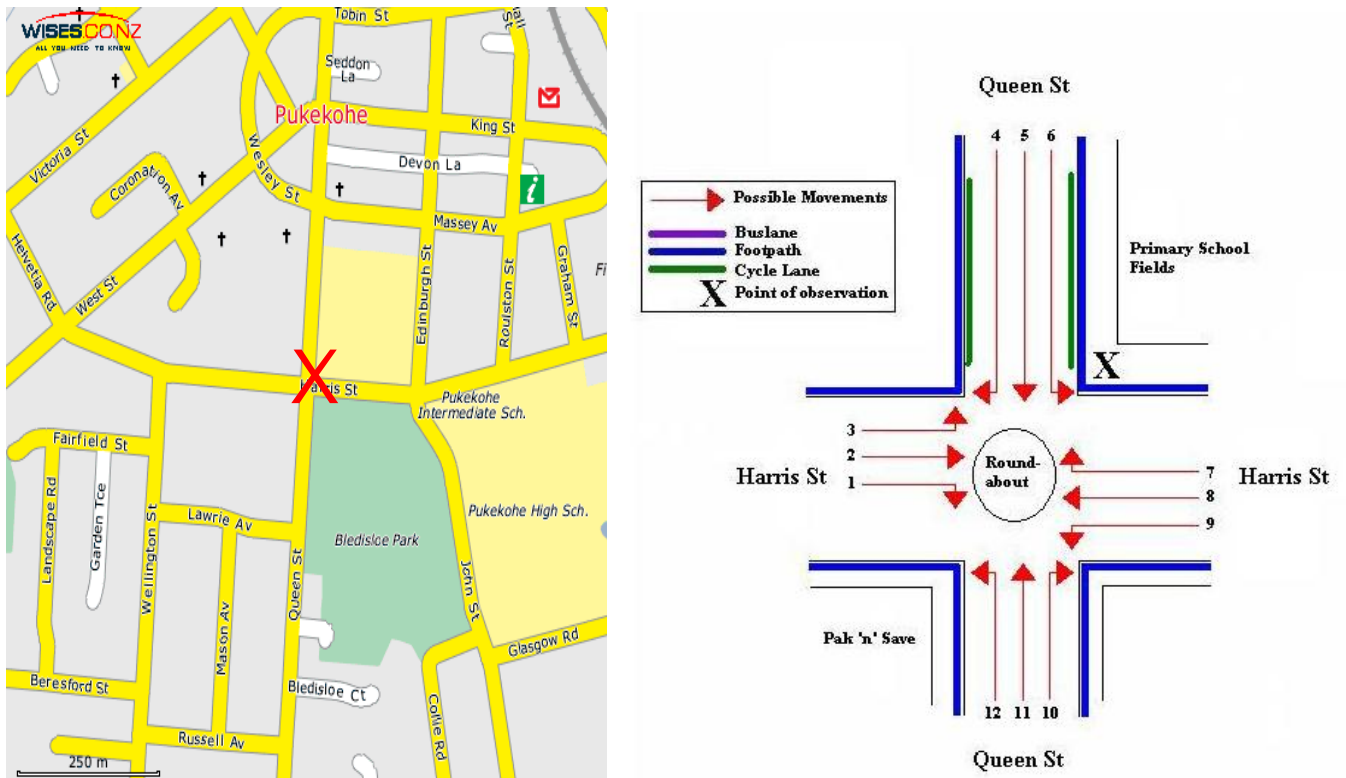 WISES.CO.NZ
ALL YOU NEED TO KNOW
Tobin St
Seddon
La
Pukekohe
King St
Devon La
Victoria St
Coronation Av
Wesley St
Massey Av
Helvetia Rd
West St
Edinburgh St
Roulston St
Graham St
Harris St
Pukekohe
Intermediate Sch.
Fairfield St
Landscape Rd
Garden Tce
Wellington St
Lawrie Av
Mason Av
Queen St
Bledisloe Park
Pukekohe High Sch.
John St
Glasgow Rd
Beresford St
Bledisloe Ct
Collie Rd
Russell Av
250 m
X
Queen St
4 5 6
Possible Movements
Buslane
Footpath
Cycle Lane
X Point of observation
Primary School
Fields
X
3
2
1
Harris St
Round-
about
7
8
9
Harris St
Pak 'n' Save
12 11 10
Queen St